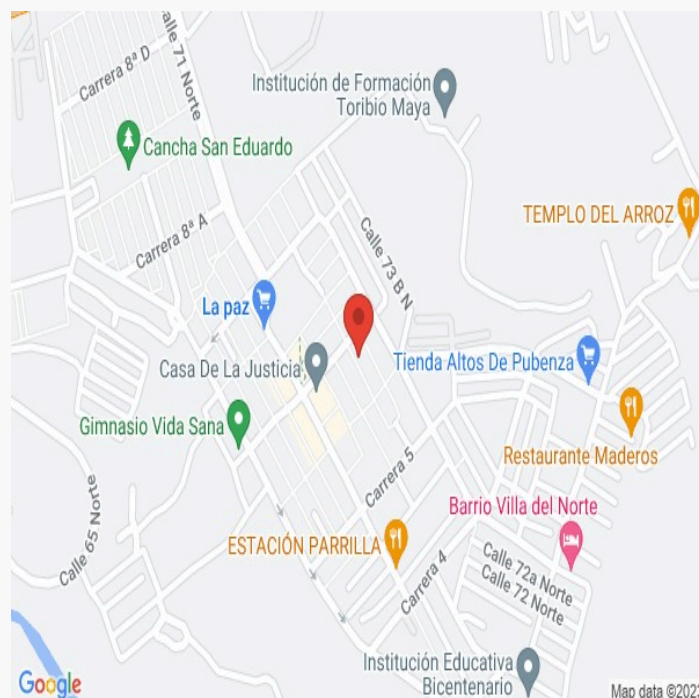 Carrera 8ª D
Calle 71 Norte
Institución de Formación
Toribio Maya
Cancha San Eduardo
TEMPLO DEL ARROZ
Carrera 8ª A
Calle 73 B N
La paz
Casa De La Justicia
Tienda Altos De Pubenza
Gimnasio Vida Sana
Restaurante Maderos
Carrera 5
Calle 65 Norte
Barrio Villa del Norte
ESTACIÓN PARRILLA
Carrera 4
Calle 72a Norte
Calle 72 Norte
Institución Educativa
Bicentenario
Google
Map data ©202